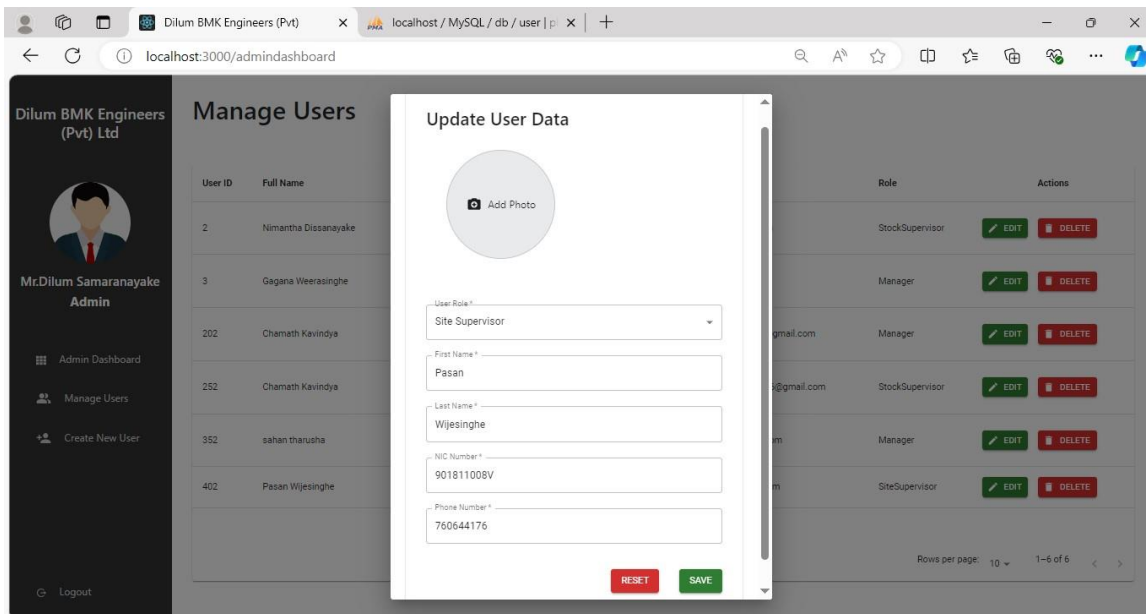 Dilum BMK Engineers (Pvt)
localhost / MySQL / db / user | p
localhost:3000/admindashboard
Dilum BMK Engineers
(Pvt) Ltd
Mr.Dilum Samaranayake
Admin
Admin Dashboard
Manage Users
Create New User
Logout
Manage Users
User ID Full Name Role Actions
2 Nimantha Dissanayake StockSupervisor EDIT DELETE
3 Gagana Weerasinghe Manager EDIT DELETE
202 Chamath Kavindya gmail.com Manager EDIT DELETE
252 Chamath Kavindya @gmail.com StockSupervisor EDIT DELETE
352 sahan tharusha om Manager EDIT DELETE
402 Pasan Wijesinghe m SiteSupervisor EDIT DELETE
Rows per page: 10 1–6 of 6
Update User Data
Add Photo
User Role *
Site Supervisor
First Name *
Pasan
Last Name *
Wijesinghe
NIC Number *
901811008V
Phone Number *
760644176
RESET SAVE